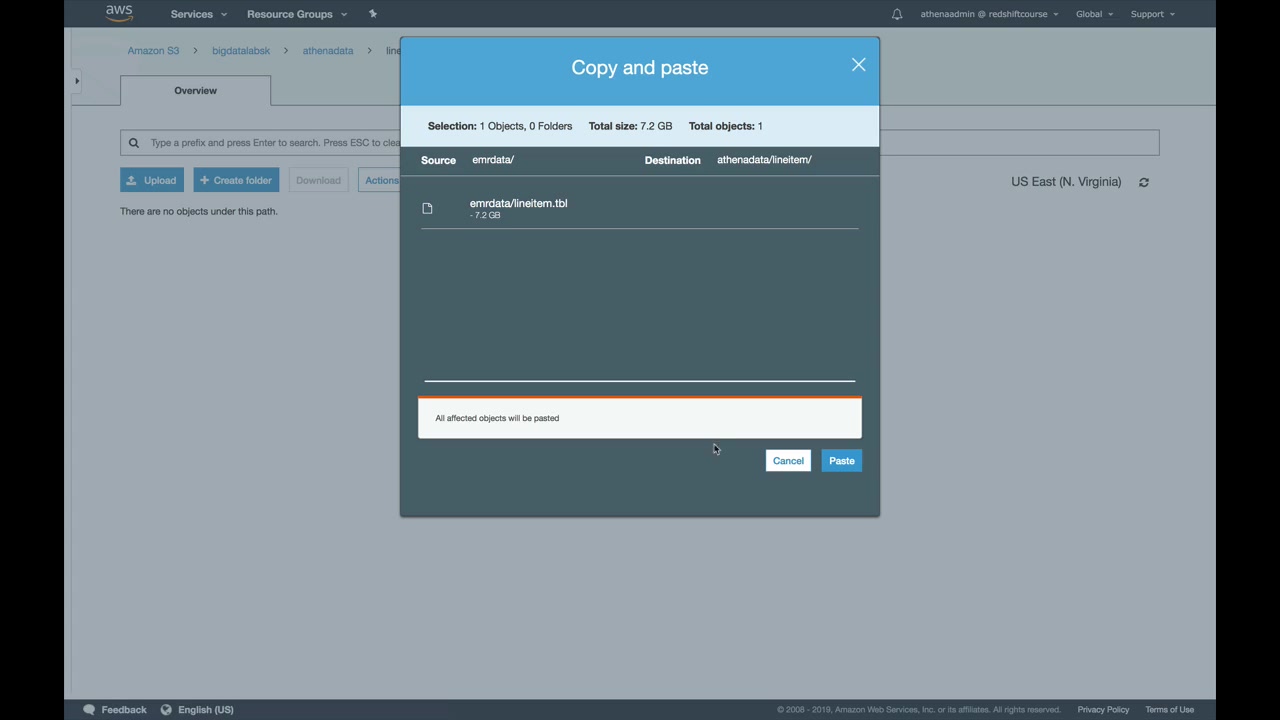 aws Services Resource Groups athenaadmin @ redshiftcourse Global Support
Amazon S3 > bigdatalabsk > athenadata > line
Copy and paste
Overview
Selection: 1 Objects, 0 Folders Total size: 7.2 GB Total objects: 1
Type a prefix and press Enter to search. Press ESC to clea
Source emrdata/ Destination athenadata/lineitem/
Upload + Create folder Download Actions US East (N. Virginia)
There are no objects under this path.
emrdata/lineitem.tbl
- 7.2 GB
All affected objects will be pasted
Cancel Paste
Feedback English (US) © 2008 - 2019, Amazon Web Services, Inc. or its affiliates. All rights reserved. Privacy Policy Terms of Use